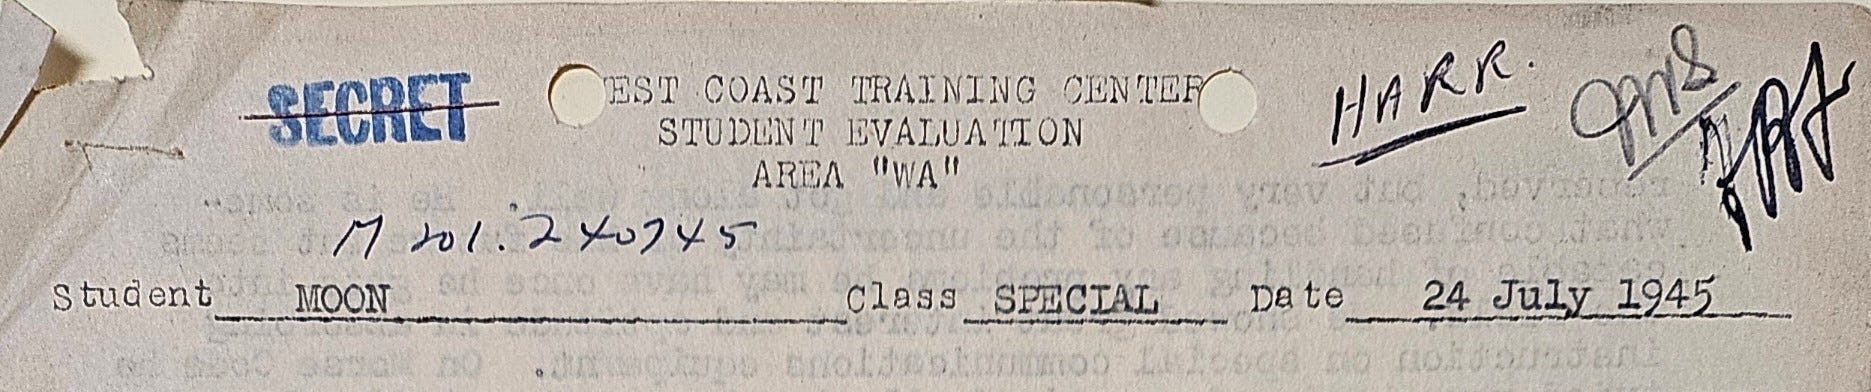 SECRET
EST COAST TRAINING CENTER
STUDENT EVALUATION
AREA "WA"
HARR.
M 201.240745
Student MOON Class SPECIAL Date 24 July 1945